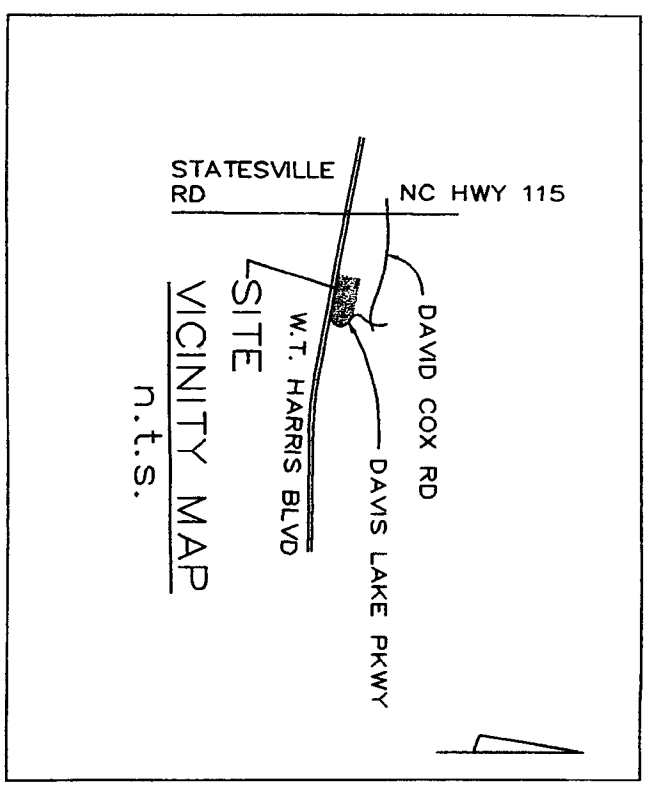 STATESVILLE
RD
NC HWY 115
DAVID COX RD
DAVIS LAKE PKWY
W.T. HARRIS BLVD
SITE
VICINITY MAP
n.t.s.